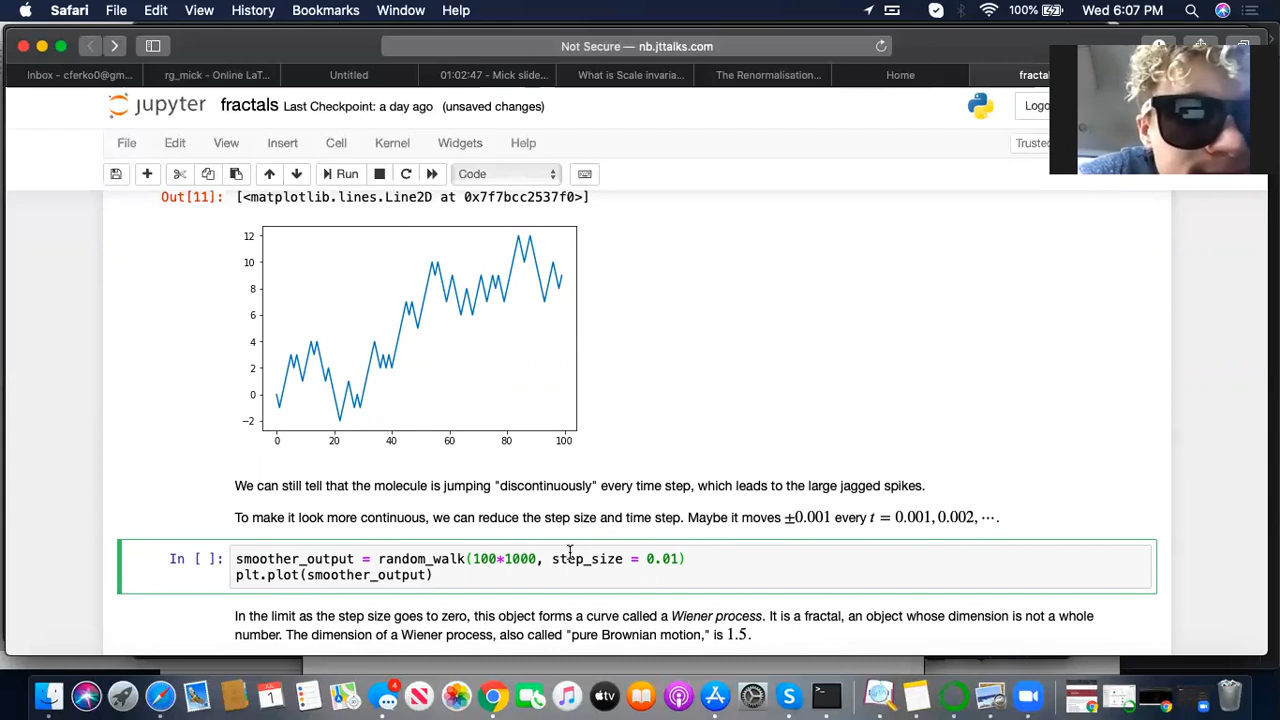 Safari File Edit View History Bookmarks Window Help 100% Wed 6:07 PM
Not Secure — nb.jttalks.com
Inbox - cferko0@gm... rg_mick - Online LaT... Untitled 01:02:47 - Mick slide... What is Scale invaria... The Renormalisation... Home fractals
jupyter fractals Last Checkpoint: a day ago (unsaved changes) Logo
File Edit View Insert Cell Kernel Widgets Help Trusted
Run Code
Out[11]: [<matplotlib.lines.Line2D at 0x7f7bcc2537f0>]
12
10
8
6
4
2
0
−2
0 20 40 60 80 100
We can still tell that the molecule is jumping "discontinuously" every time step, which leads to the large jagged spikes.
To make it look more continuous, we can reduce the step size and time step. Maybe it moves ±0.001 every t = 0.001, 0.002, ⋯.
In [ ]: smoother_output = random_walk(100*1000, step_size = 0.01)
plt.plot(smoother_output)
In the limit as the step size goes to zero, this object forms a curve called a Wiener process. It is a fractal, an object whose dimension is not a whole
number. The dimension of a Wiener process, also called "pure Brownian motion," is 1.5.
4
1